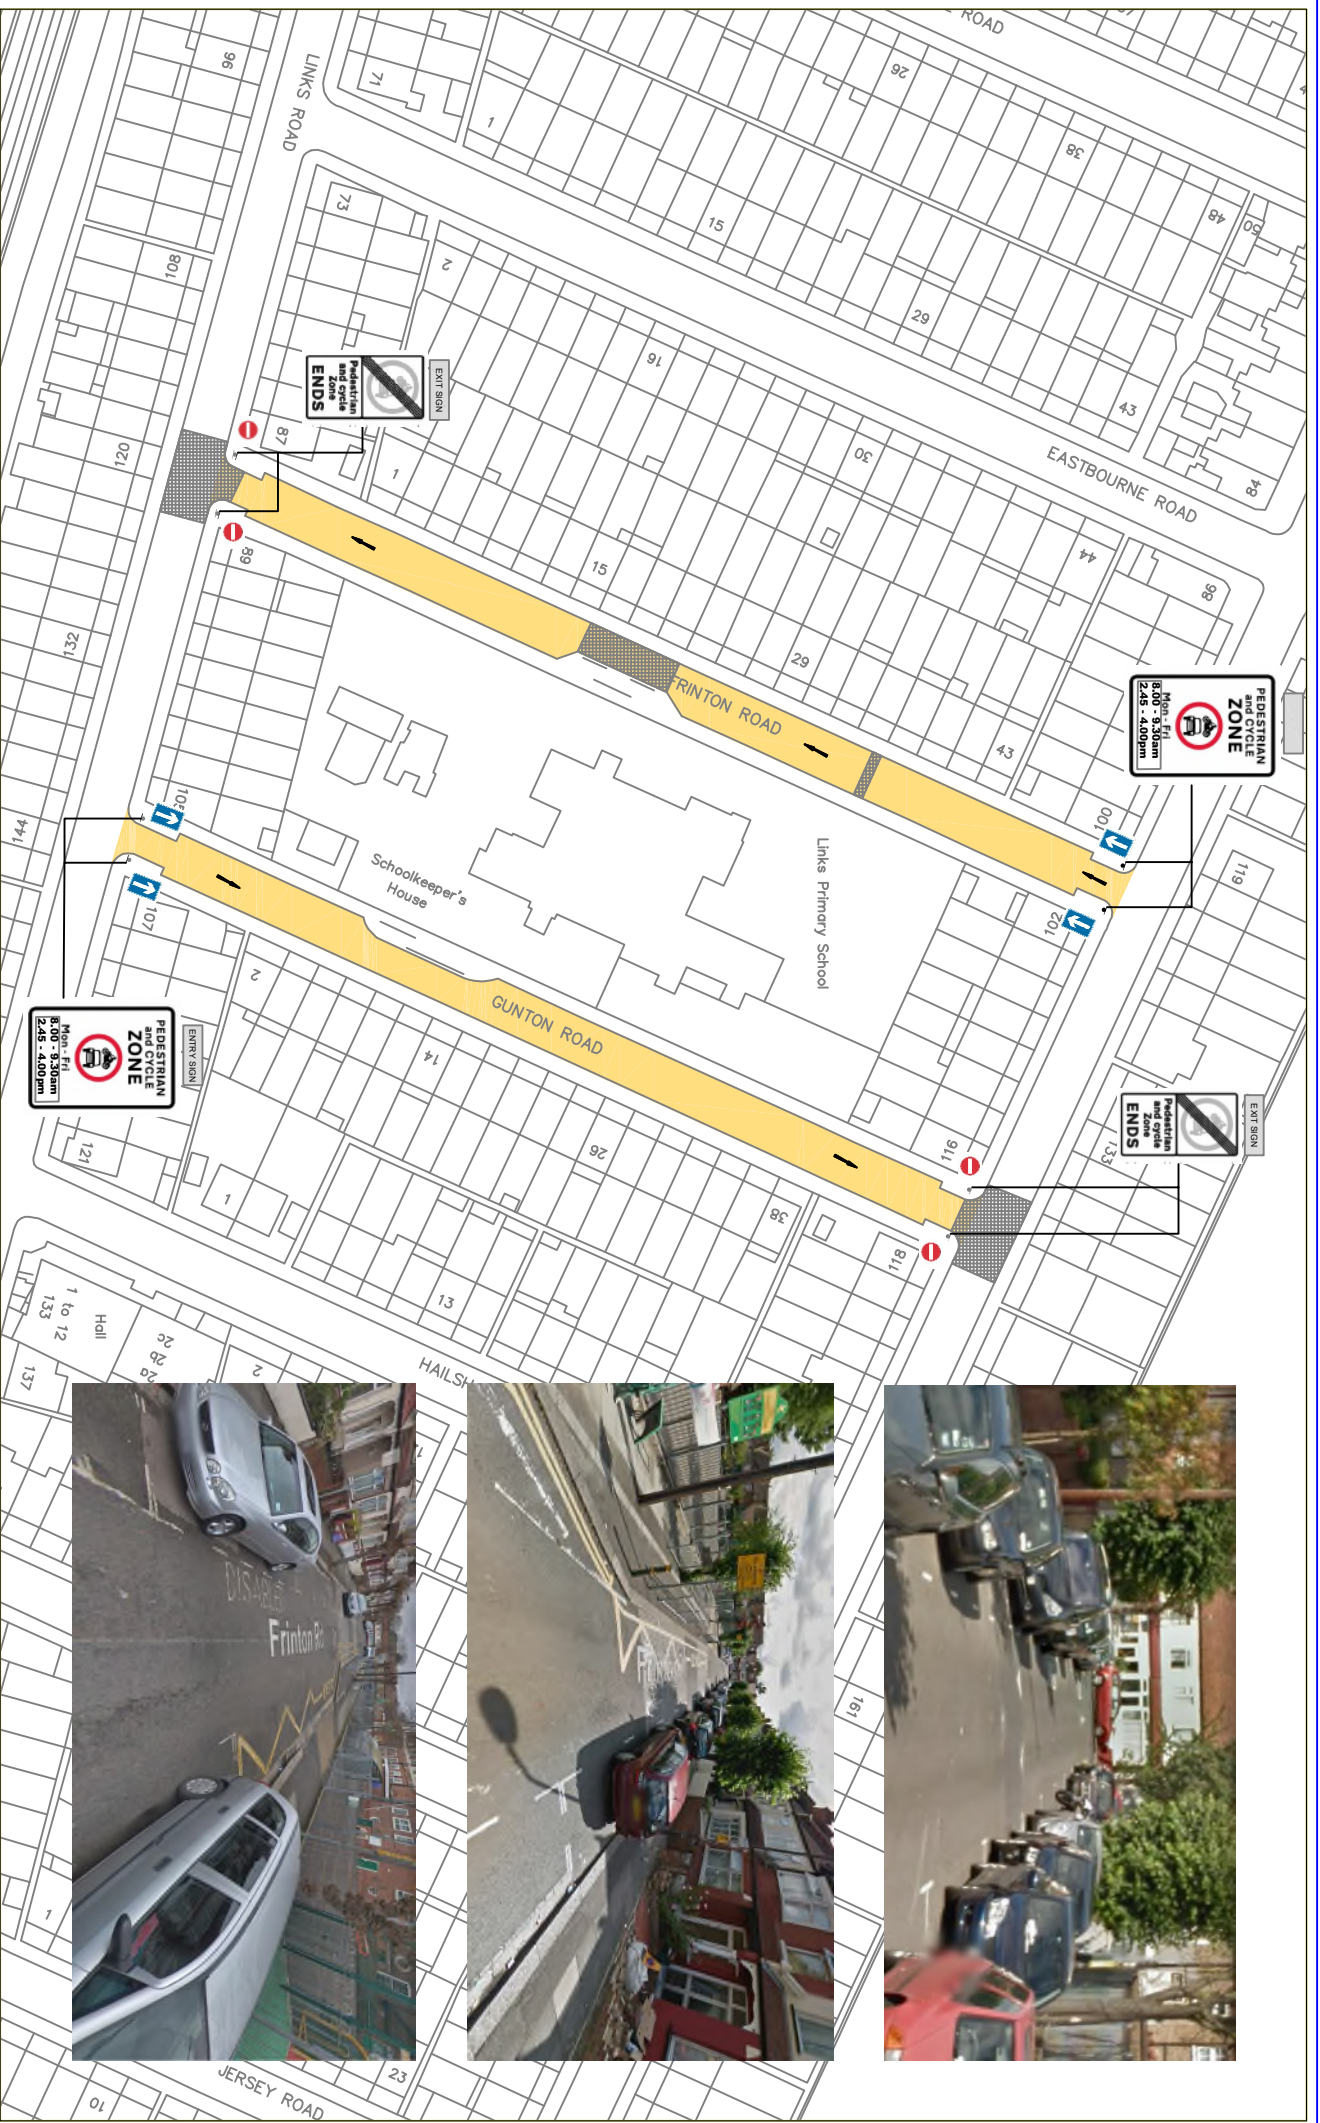 ROAD
LINKS ROAD
96
71
1
26
38
48
50
73
108
2
15
29
43
16
EXIT SIGN
Pedestrian
and cycle
Zone
ENDS
87
120
1
30
EASTBOURNE ROAD
84
89
15
44
86
132
29
FRINTON ROAD
43
PEDESTRIAN
and CYCLE
ZONE
Mon - Fri
8.00 - 9.30am
2.45 - 4.00pm
101
144
Schoolkeeper's
House
Links Primary School
100
119
102
107
2
GUNTON ROAD
14
26
38
ENTRY SIGN
PEDESTRIAN
and CYCLE
ZONE
Mon - Fri
8.00 - 9.30am
2.45 - 4.00pm
116
EXIT SIGN
Pedestrian
and cycle
Zone
ENDS
133
121
1
118
13
1 to 12
133
Hall
2c
2b
2a
137
2
HAILSH
DISABLE
Frinton Rd
161
1
JERSEY ROAD
23
10